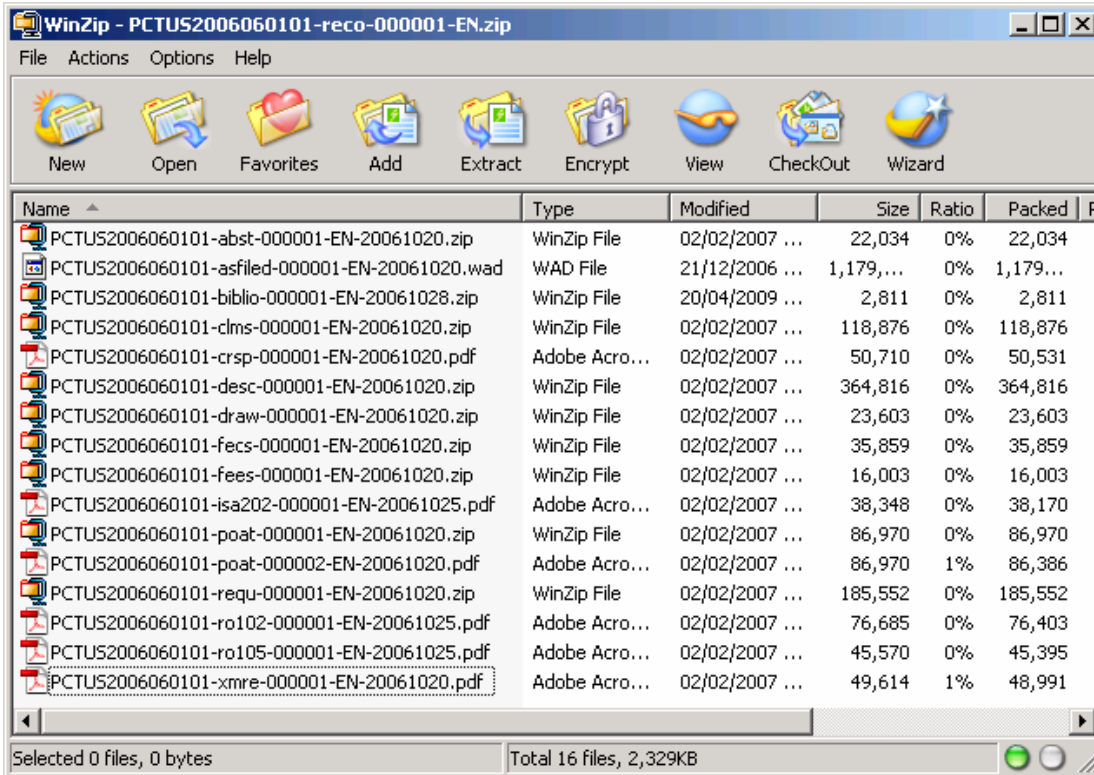 WinZip - PCTUS2006060101-reco-000001-EN.zip
File Actions Options Help
New Open Favorites Add Extract Encrypt View CheckOut Wizard
Name Type Modified Size Ratio Packed
PCTUS2006060101-abst-000001-EN-20061020.zip WinZip File 02/02/2007 ... 22,034 0% 22,034
PCTUS2006060101-asfiled-000001-EN-20061020.wad WAD File 21/12/2006 ... 1,179,... 0% 1,179...
PCTUS2006060101-biblio-000001-EN-20061028.zip WinZip File 20/04/2009 ... 2,811 0% 2,811
PCTUS2006060101-clms-000001-EN-20061020.zip WinZip File 02/02/2007 ... 118,876 0% 118,876
PCTUS2006060101-crsp-000001-EN-20061020.pdf Adobe Acro... 02/02/2007 ... 50,710 0% 50,531
PCTUS2006060101-desc-000001-EN-20061020.zip WinZip File 02/02/2007 ... 364,816 0% 364,816
PCTUS2006060101-draw-000001-EN-20061020.zip WinZip File 02/02/2007 ... 23,603 0% 23,603
PCTUS2006060101-fecs-000001-EN-20061020.zip WinZip File 02/02/2007 ... 35,859 0% 35,859
PCTUS2006060101-fees-000001-EN-20061020.zip WinZip File 02/02/2007 ... 16,003 0% 16,003
PCTUS2006060101-isa202-000001-EN-20061025.pdf Adobe Acro... 02/02/2007 ... 38,348 0% 38,170
PCTUS2006060101-poat-000001-EN-20061020.zip WinZip File 02/02/2007 ... 86,970 0% 86,970
PCTUS2006060101-poat-000002-EN-20061020.pdf Adobe Acro... 02/02/2007 ... 86,970 1% 86,386
PCTUS2006060101-requ-000001-EN-20061020.zip WinZip File 02/02/2007 ... 185,552 0% 185,552
PCTUS2006060101-ro102-000001-EN-20061025.pdf Adobe Acro... 02/02/2007 ... 76,685 0% 76,403
PCTUS2006060101-ro105-000001-EN-20061025.pdf Adobe Acro... 02/02/2007 ... 45,570 0% 45,395
PCTUS2006060101-xmre-000001-EN-20061020.pdf Adobe Acro... 02/02/2007 ... 49,614 1% 48,991
Selected 0 files, 0 bytes Total 16 files, 2,329KB